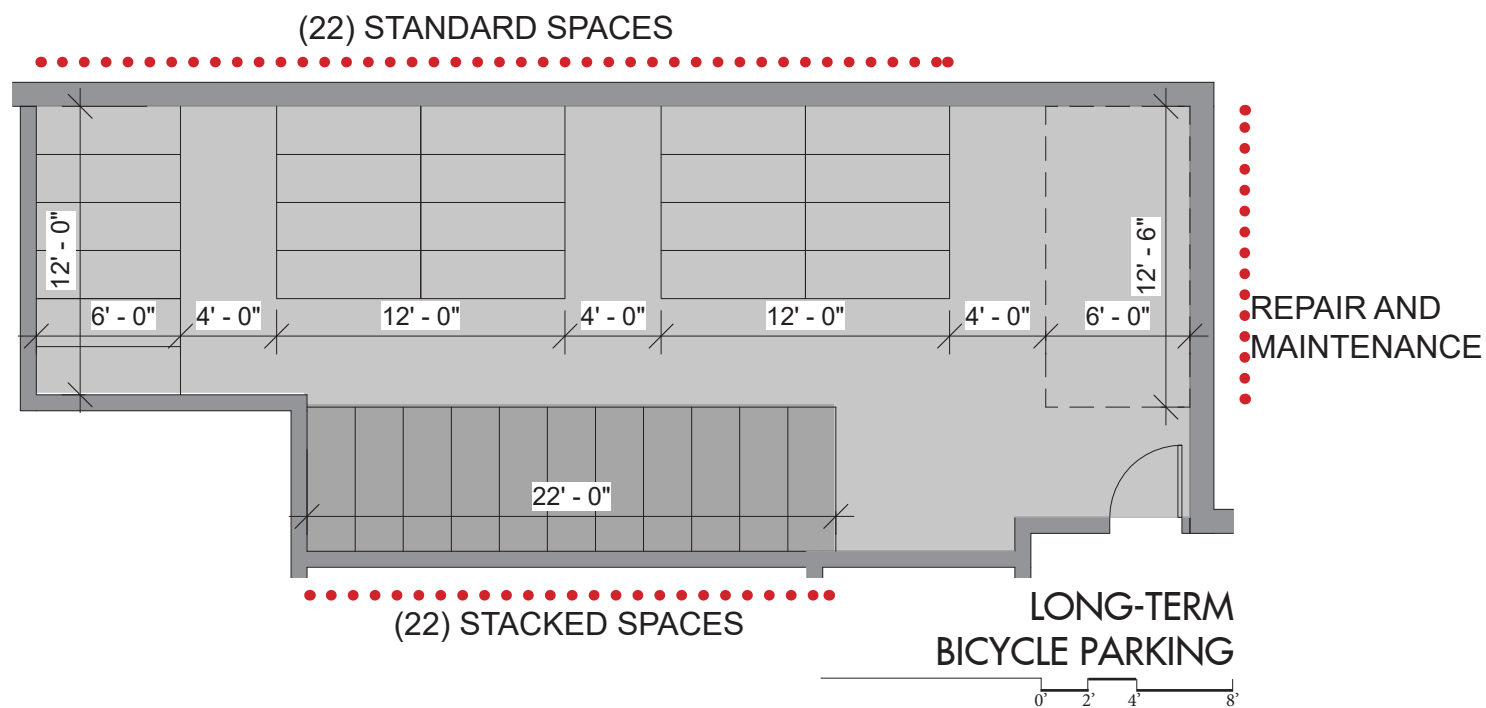 (22) STANDARD SPACES
12' - 0"
12' - 6"
6' - 0"
4' - 0"
12' - 0"
4' - 0"
12' - 0"
4' - 0"
6' - 0"
REPAIR AND
MAINTENANCE
22' - 0"
(22) STACKED SPACES
LONG-TERM
BICYCLE PARKING
0' 2' 4' 8'